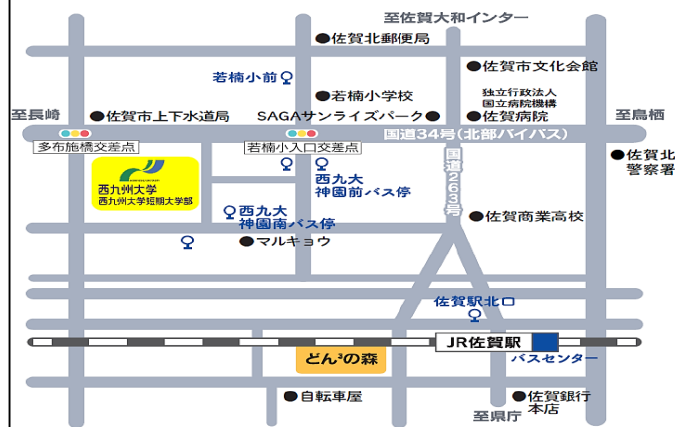 至佐賀大和インター
●佐賀北郵便局
●佐賀市文化会館
若楠小前
●若楠小学校
独立行政法人
国立病院機構
至長崎
●佐賀市上下水道局
SAGAサンライズパーク●
●佐賀病院
至鳥栖
国道34号(北部バイパス)
多布施橋交差点
若楠小入口交差点
●佐賀北
警察署
国道263号
西九州大学
西九州大学短期大学部
西九大
神園前バス停
西九大
神園南バス停
●佐賀商業高校
●マルキョウ
佐賀駅北口
JR佐賀駅
どん³の森
バスセンター
●自転車屋
●佐賀銀行
本店
至県庁